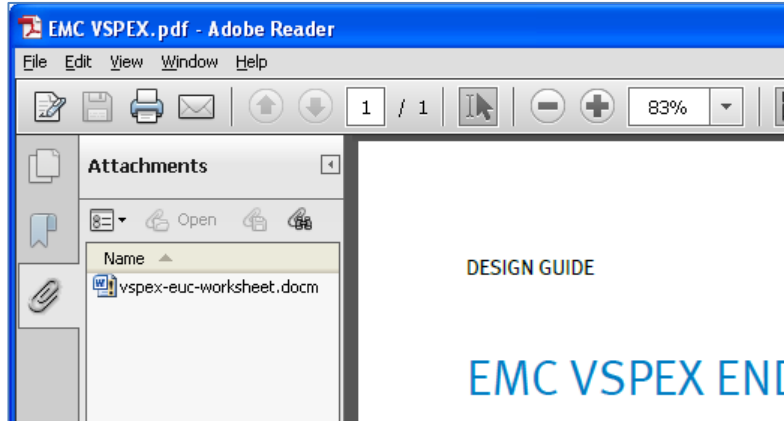 EMC VSPEX.pdf - Adobe Reader
File Edit View Window Help
1 / 1 83%
Attachments
Open
Name
vspex-euc-worksheet.docm
DESIGN GUIDE
EMC VSPEX END